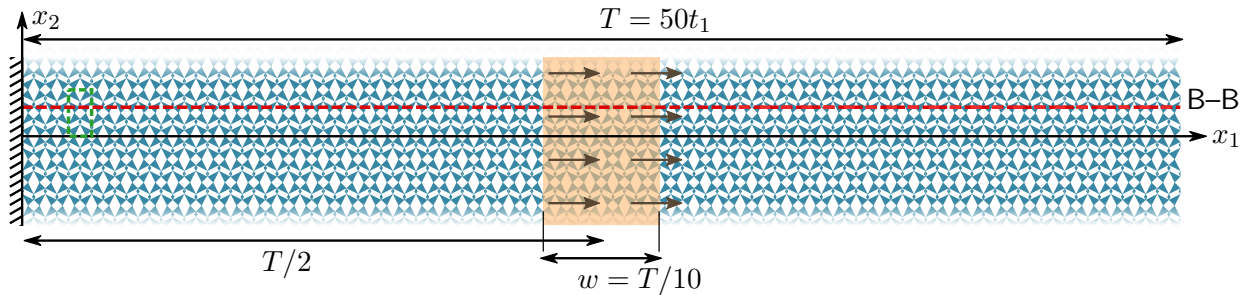 x₂
T = 50t₁
B–B
x₁
T/2
w = T/10